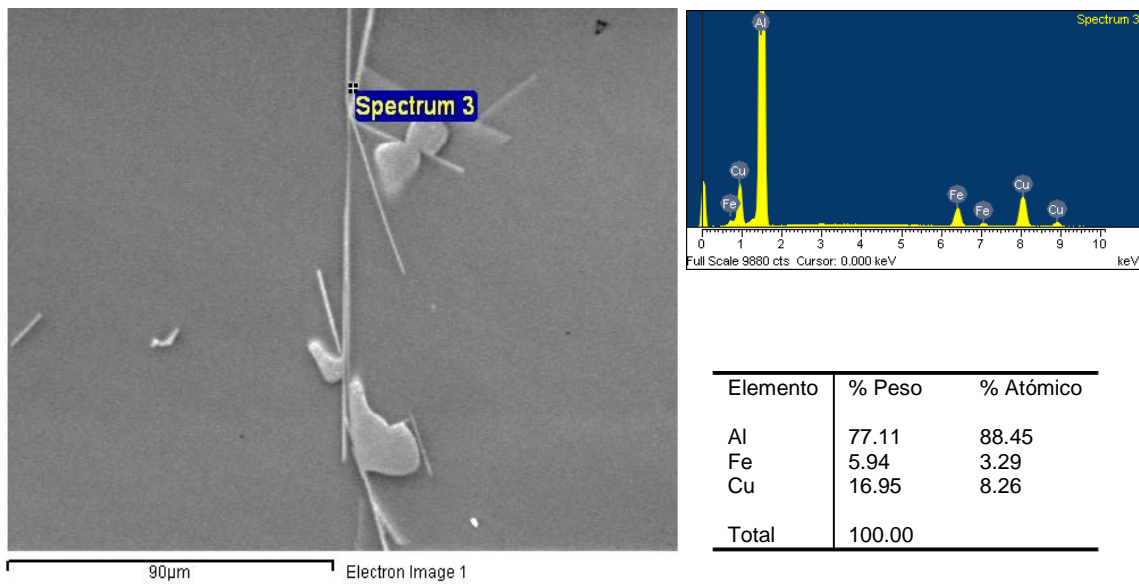 Spectrum 3
90µm
Electron Image 1
Spectrum 3
Al
Cu
Fe
Fe
Fe
Cu
Cu
0 1 2 3 4 5 6 7 8 9 10
Full Scale 9880 cts Cursor: 0.000 keV
keV
Elemento % Peso % Atómico
Al 77.11 88.45
Fe 5.94 3.29
Cu 16.95 8.26
Total 100.00